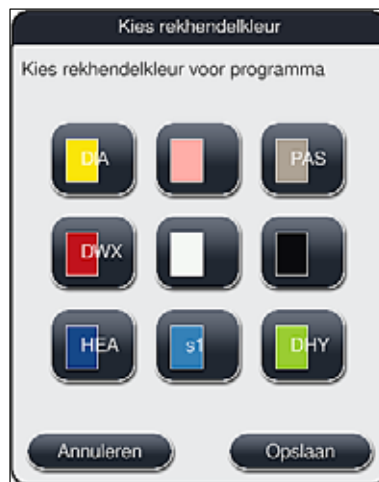 Kies rekhendelkleur
Kies rekhendelkleur voor programma
DIA PAS
DWX
HEA s1 DHY
Annuleren Opslaan